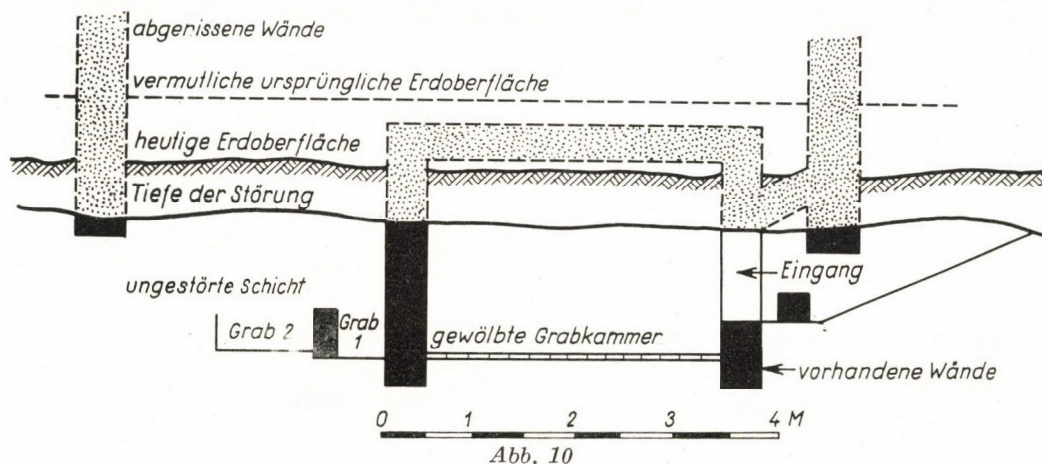 abgerissene Wände
vermutliche ursprüngliche Erdoberfläche
heutige Erdoberfläche
Tiefe der Störung
Eingang
ungestörte Schicht
Grab 2
Grab
1
gewölbte Grabkammer
vorhandene Wände
0 1 2 3 4 M
Abb. 10